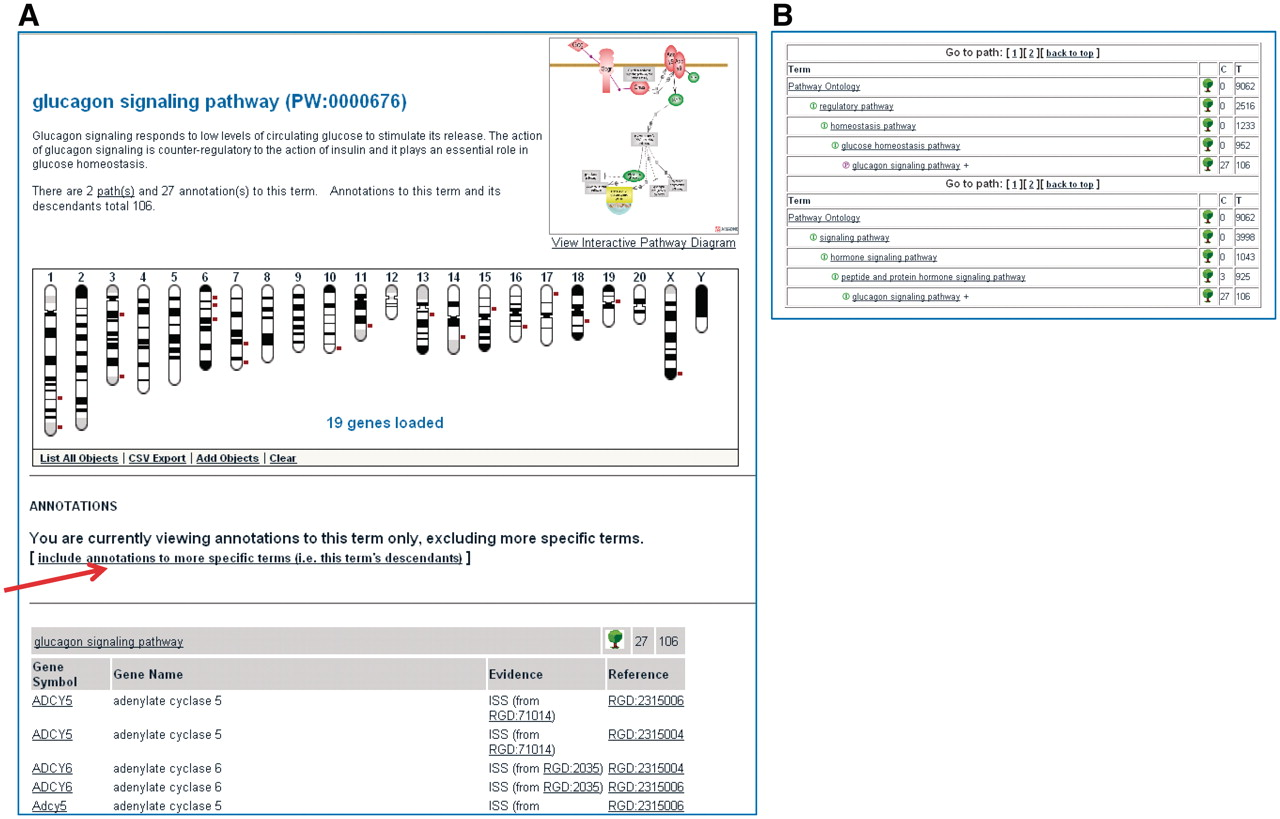 A
glucagon signaling pathway (PW:0000676)
Glucagon signaling responds to low levels of circulating glucose to stimulate its release. The action
of glucagon signaling is counter-regulatory to the action of insulin and it plays an essential role in
glucose homeostasis.
There are 2 path(s) and 27 annotation(s) to this term. Annotations to this term and its
descendants total 106.
View Interactive Pathway Diagram
1 2 3 4 5 6 7 8 9 10 11 12 13 14 15 16 17 18 19 20 X Y
19 genes loaded
List All Objects | CSV Export | Add Objects | Clear
ANNOTATIONS
You are currently viewing annotations to this term only, excluding more specific terms.
[ include annotations to more specific terms (i.e. this term's descendants) ]
glucagon signaling pathway 27 106
Gene Symbol Gene Name Evidence Reference
ADCY5 adenylate cyclase 5 ISS (from RGD:71014) RGD:2315006
ADCY5 adenylate cyclase 5 ISS (from RGD:71014) RGD:2315004
ADCY6 adenylate cyclase 6 ISS (from RGD:2035) RGD:2315004
ADCY6 adenylate cyclase 6 ISS (from RGD:2035) RGD:2315006
Adcy5 adenylate cyclase 5 ISS (from RGD:2315006
B
Go to path: [ 1 ][ 2 ][ back to top ]
Term C T
Pathway Ontology 0 9062
regulatory pathway 0 2516
homeostasis pathway 0 1233
glucose homeostasis pathway 0 952
glucagon signaling pathway + 27 106
Go to path: [ 1 ][ 2 ][ back to top ]
Term C T
Pathway Ontology 0 9062
signaling pathway 0 3998
hormone signaling pathway 0 1043
peptide and protein hormone signaling pathway 3 925
glucagon signaling pathway + 27 106